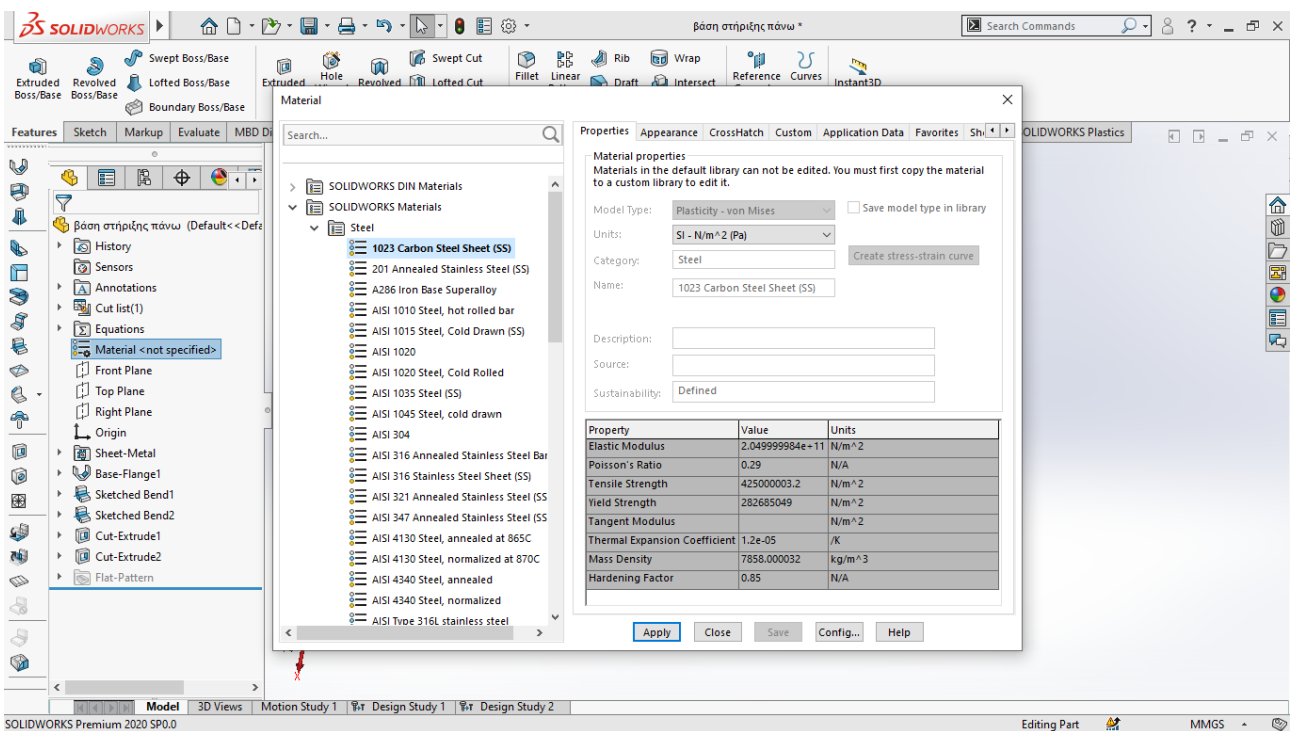 SOLIDWORKS
βάση στήριξης πάνω *
Search Commands
Extruded Boss/Base
Revolved Boss/Base
Swept Boss/Base
Lofted Boss/Base
Boundary Boss/Base
Extruded
Hole
Revolved
Swept Cut
Lofted Cut
Fillet
Linear
Rib
Draft
Wrap
Intersect
Reference
Curves
Instant3D
Features
Sketch
Markup
Evaluate
MBD Di
OLIDWORKS Plastics
βάση στήριξης πάνω (Default<<Defa
History
Sensors
Annotations
Cut list(1)
Equations
Material <not specified>
Front Plane
Top Plane
Right Plane
Origin
Sheet-Metal
Base-Flange1
Sketched Bend1
Sketched Bend2
Cut-Extrude1
Cut-Extrude2
Flat-Pattern
Material
Search...
SOLIDWORKS DIN Materials
SOLIDWORKS Materials
Steel
1023 Carbon Steel Sheet (SS)
201 Annealed Stainless Steel (SS)
A286 Iron Base Superalloy
AISI 1010 Steel, hot rolled bar
AISI 1015 Steel, Cold Drawn (SS)
AISI 1020
AISI 1020 Steel, Cold Rolled
AISI 1035 Steel (SS)
AISI 1045 Steel, cold drawn
AISI 304
AISI 316 Annealed Stainless Steel Bar
AISI 316 Stainless Steel Sheet (SS)
AISI 321 Annealed Stainless Steel (SS
AISI 347 Annealed Stainless Steel (SS
AISI 4130 Steel, annealed at 865C
AISI 4130 Steel, normalized at 870C
AISI 4340 Steel, annealed
AISI 4340 Steel, normalized
AISI Type 316L stainless steel
Properties
Appearance
CrossHatch
Custom
Application Data
Favorites
Material properties
Materials in the default library can not be edited. You must first copy the material
to a custom library to edit it.
Model Type: Plasticity - von Mises
Save model type in library
Units: SI - N/m^2 (Pa)
Category: Steel
Create stress-strain curve
Name: 1023 Carbon Steel Sheet (SS)
Description:
Source:
Sustainability: Defined
Property Value Units
Elastic Modulus 2.049999984e+11 N/m^2
Poisson's Ratio 0.29 N/A
Tensile Strength 425000003.2 N/m^2
Yield Strength 282685049 N/m^2
Tangent Modulus N/m^2
Thermal Expansion Coefficient 1.2e-05 /K
Mass Density 7858.000032 kg/m^3
Hardening Factor 0.85 N/A
Apply
Close
Save
Config...
Help
X
Model
3D Views
Motion Study 1
Design Study 1
Design Study 2
SOLIDWORKS Premium 2020 SP0.0
Editing Part
MMGS